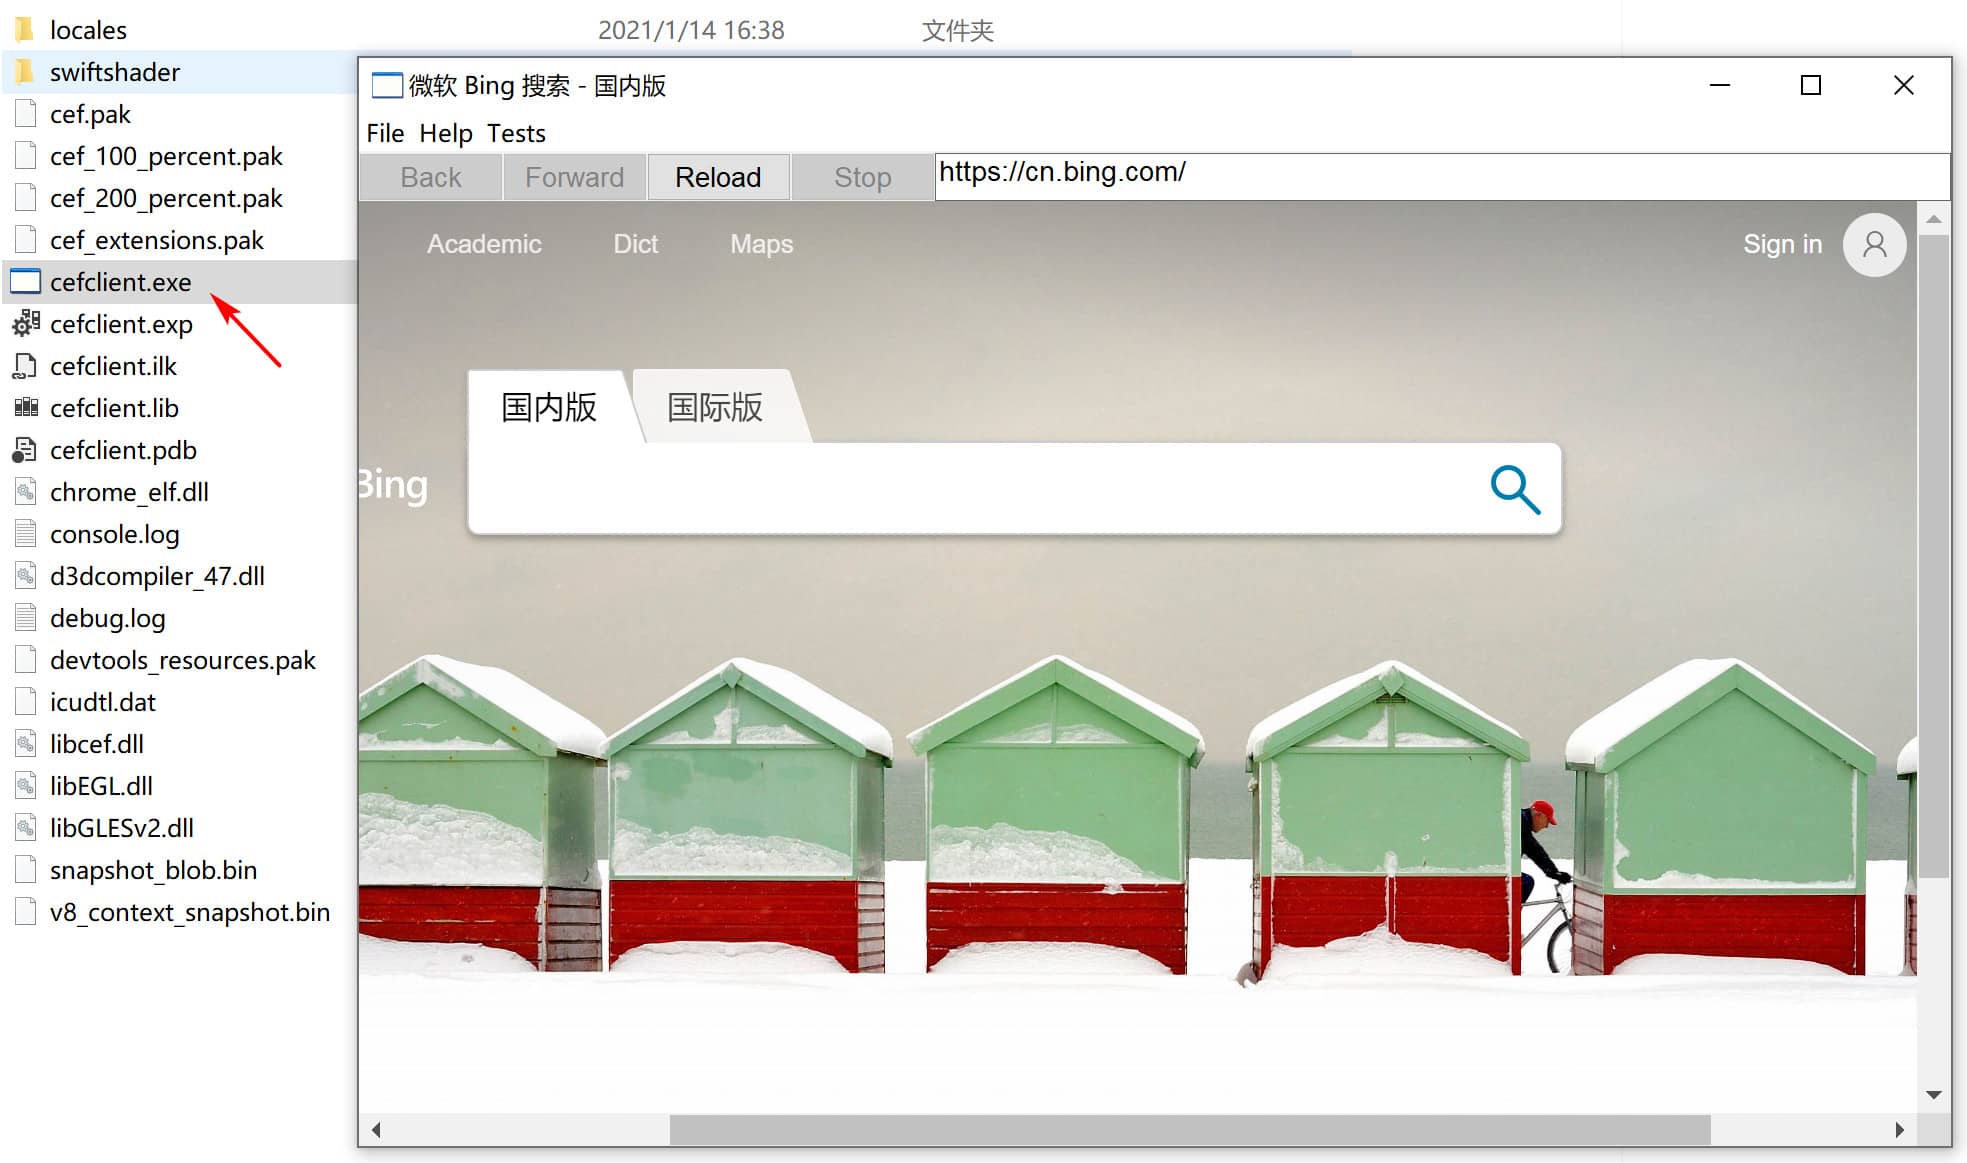 locales 2021/1/14 16:38 文件夹
swiftshader
cef.pak
cef_100_percent.pak
cef_200_percent.pak
cef_extensions.pak
cefclient.exe
cefclient.exp
cefclient.ilk
cefclient.lib
cefclient.pdb
chrome_elf.dll
console.log
d3dcompiler_47.dll
debug.log
devtools_resources.pak
icudtl.dat
libcef.dll
libEGL.dll
libGLESv2.dll
snapshot_blob.bin
v8_context_snapshot.bin
微软 Bing 搜索 - 国内版
File Help Tests
Back Forward Reload Stop https://cn.bing.com/
Academic Dict Maps Sign in
国内版 国际版
Bing